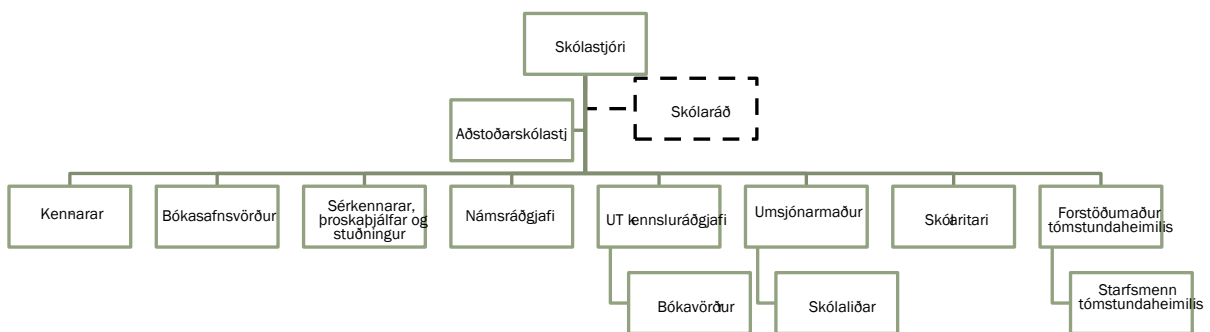 Skólastjóri
Skólaráð
Aðstoðarskólastj
Kennarar
Bókasafnsvörður
Sérkennarar,
þroskaþjálfar og
stuðningur
Námsráðgjafi
UT kennsluráðgjafi
Umsjónarmaður
Skólaritari
Forstöðumaður
tómstundaheimilis
Bókavörður
Skólaliðar
Starfsmenn
tómstundaheimilis